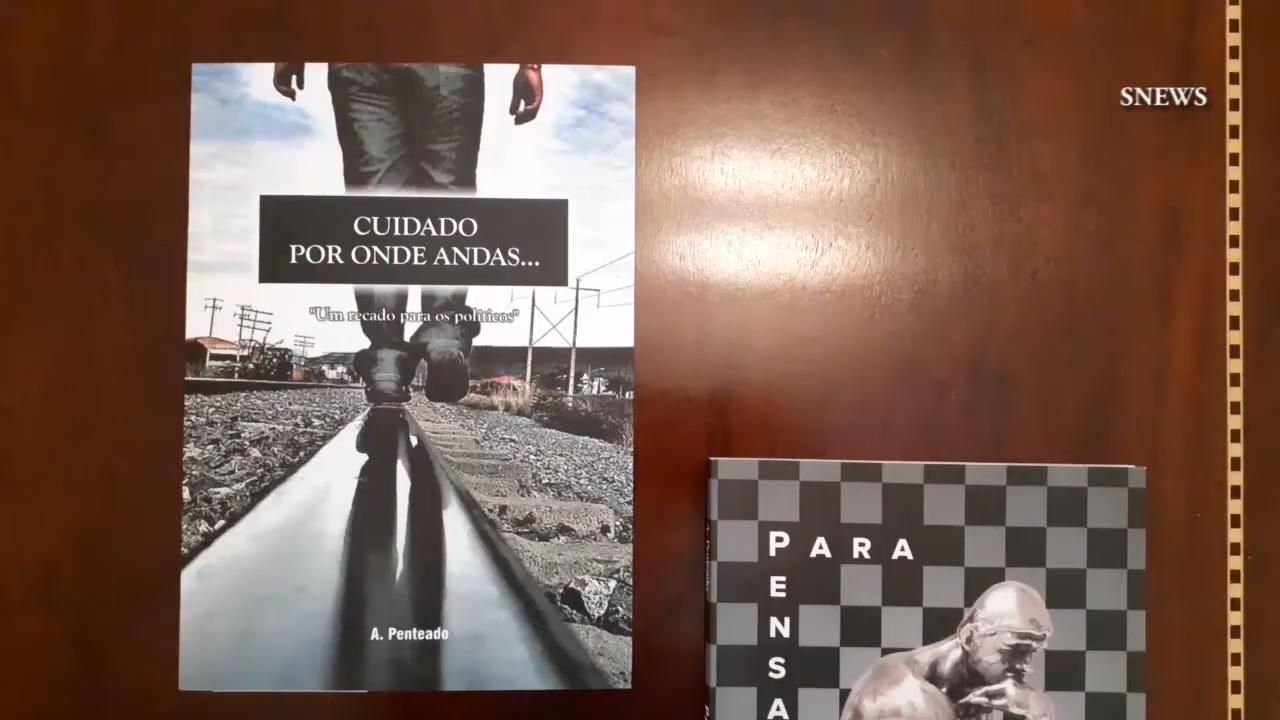 SNEWS
CUIDADO
POR ONDE ANDAS...
"Um recado para os políticos"
A. Penteado
PARA
PENSA